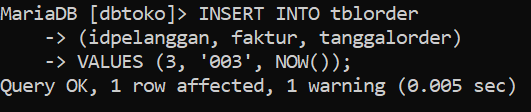 MariaDB [dbtoko]> INSERT INTO tblorder
    -> (idpelanggan, faktur, tanggalorder)
    -> VALUES (3, '003', NOW());
Query OK, 1 row affected, 1 warning (0.005 sec)